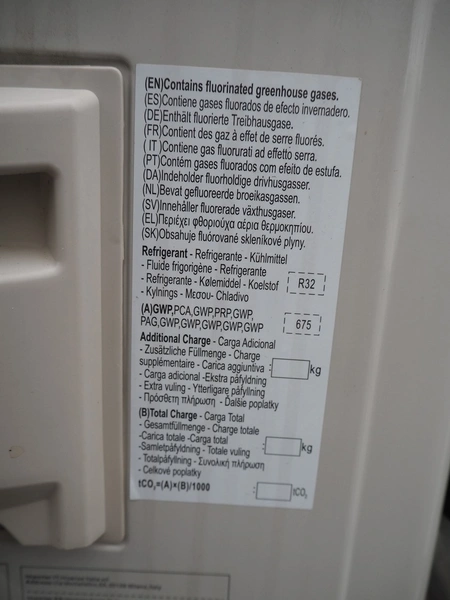 (EN)Contains fluorinated greenhouse gases.
(ES)Contiene gases fluorados de efecto invernadero.
(DE)Enthält fluorierte Treibhausgase.
(FR)Contient des gaz à effet de serre fluorés.
(IT)Contiene gas fluorurati ad effetto serra.
(PT)Contém gases fluorados com efeito de estufa.
(DA)Indeholder fluorholdige drivhusgasser.
(NL)Bevat gefluoreerde broeikasgassen.
(SV)Innehåller fluorerade växthusgaser.
(EL)Περιέχει φθοριούχα αέρια θερμοκηπίου.
(SK)Obsahuje fluórované skleníkové plyny.
Refrigerant - Refrigerante - Kühlmittel
- Fluide frigorigène - Refrigerante
- Refrigerante - Kølemiddel - Koelstof
- Kylnings - Μεσου- Chladivo
R32
(A)GWP,PCA,GWP,PRP,GWP,
PAG,GWP,GWP,GWP,GWP,GWP
675
Additional Charge - Carga Adicional
- Zusätzliche Füllmenge - Charge
supplémentaire - Carica aggiuntiva :
kg
- Carga adicional -Ekstra påfyldning
- Extra vuling - Ytterligare påfyllning
- Πρόσθετη πλήρωση - Dalšie poplatky
(B)Total Charge - Carga Total
- Gesamtfüllmenge - Charge totale
-Carica totale -Carga total :
kg
-Samletpåfyldning - Totale vuling
- Totalpåfyllning - Συνολική πλήρωση
- Celkové poplatky
tCO₂=(A)×(B)/1000
:
tCO₂